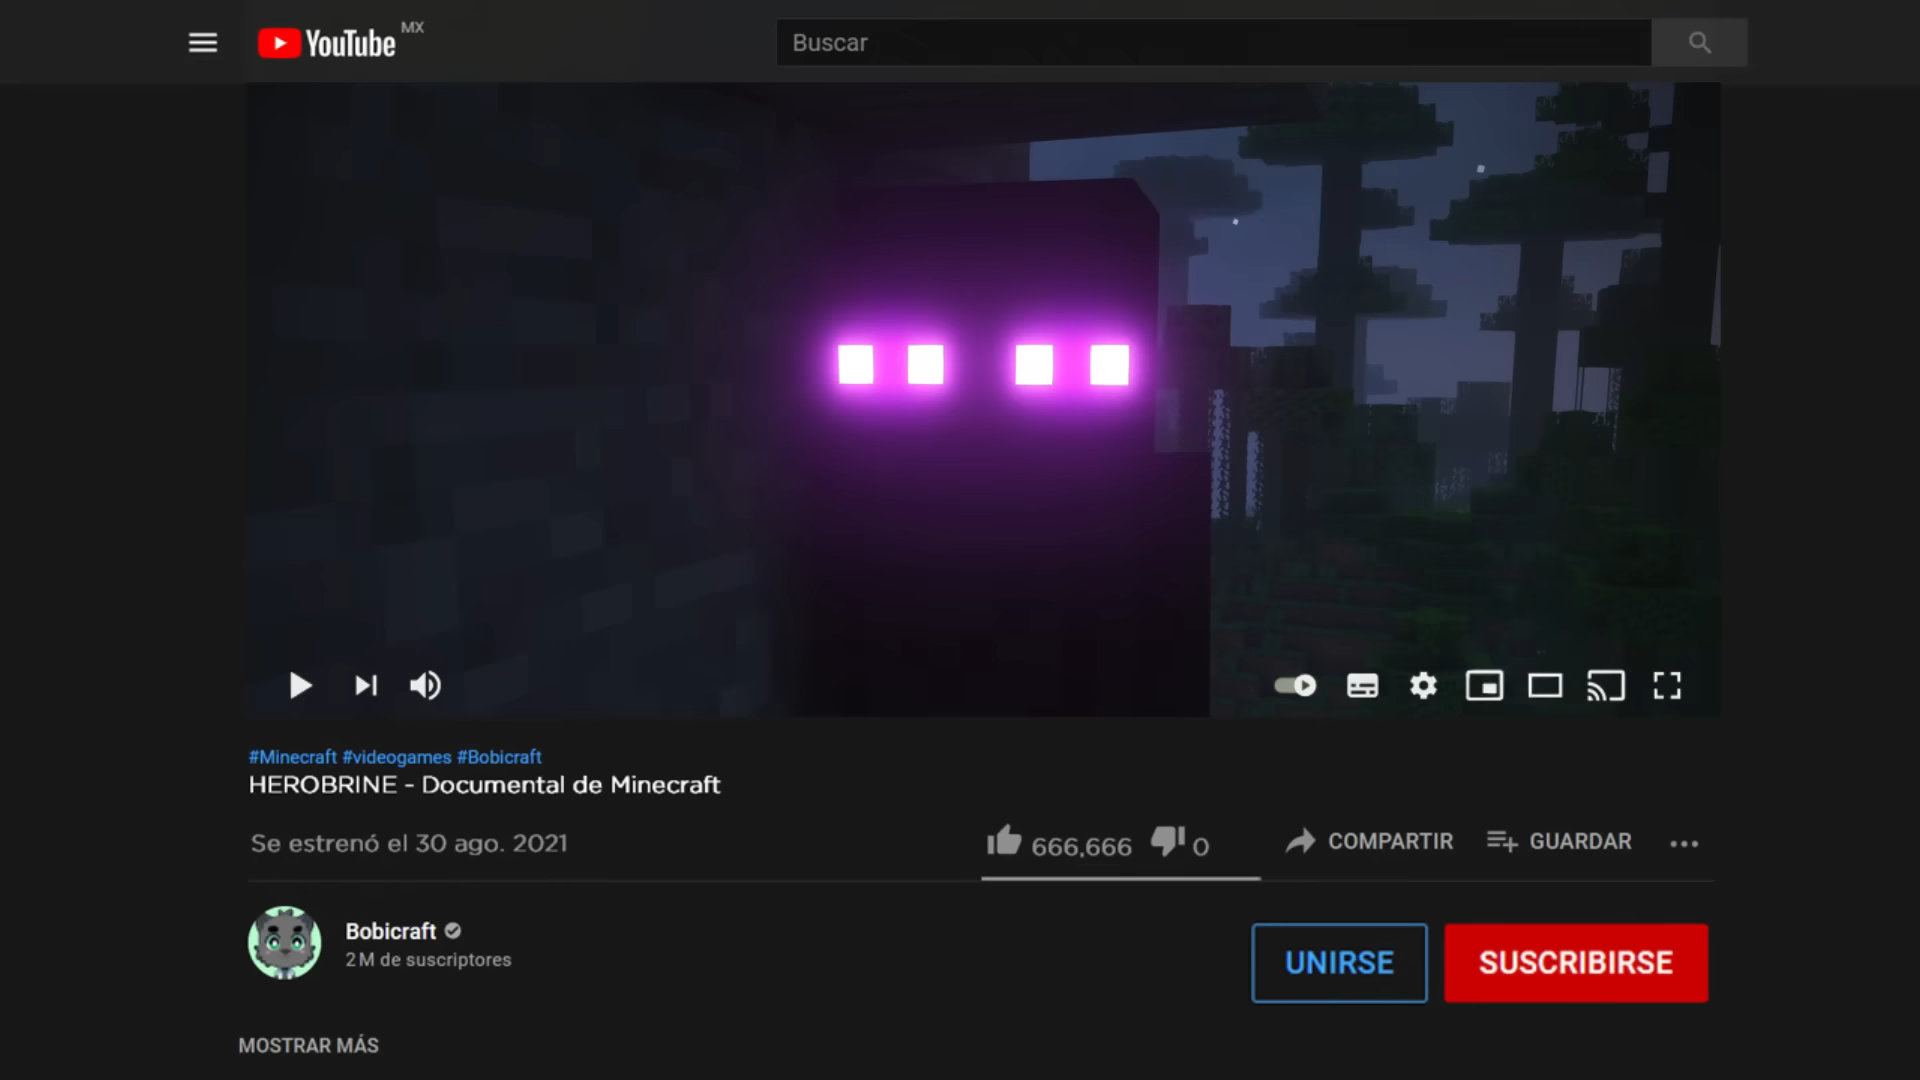 YouTube MX
Buscar
#Minecraft #videogames #Bobicraft
HEROBRINE - Documental de Minecraft
Se estrenó el 30 ago. 2021
666,666
0
COMPARTIR
GUARDAR
Bobicraft
2 M de suscriptores
UNIRSE
SUSCRIBIRSE
MOSTRAR MÁS